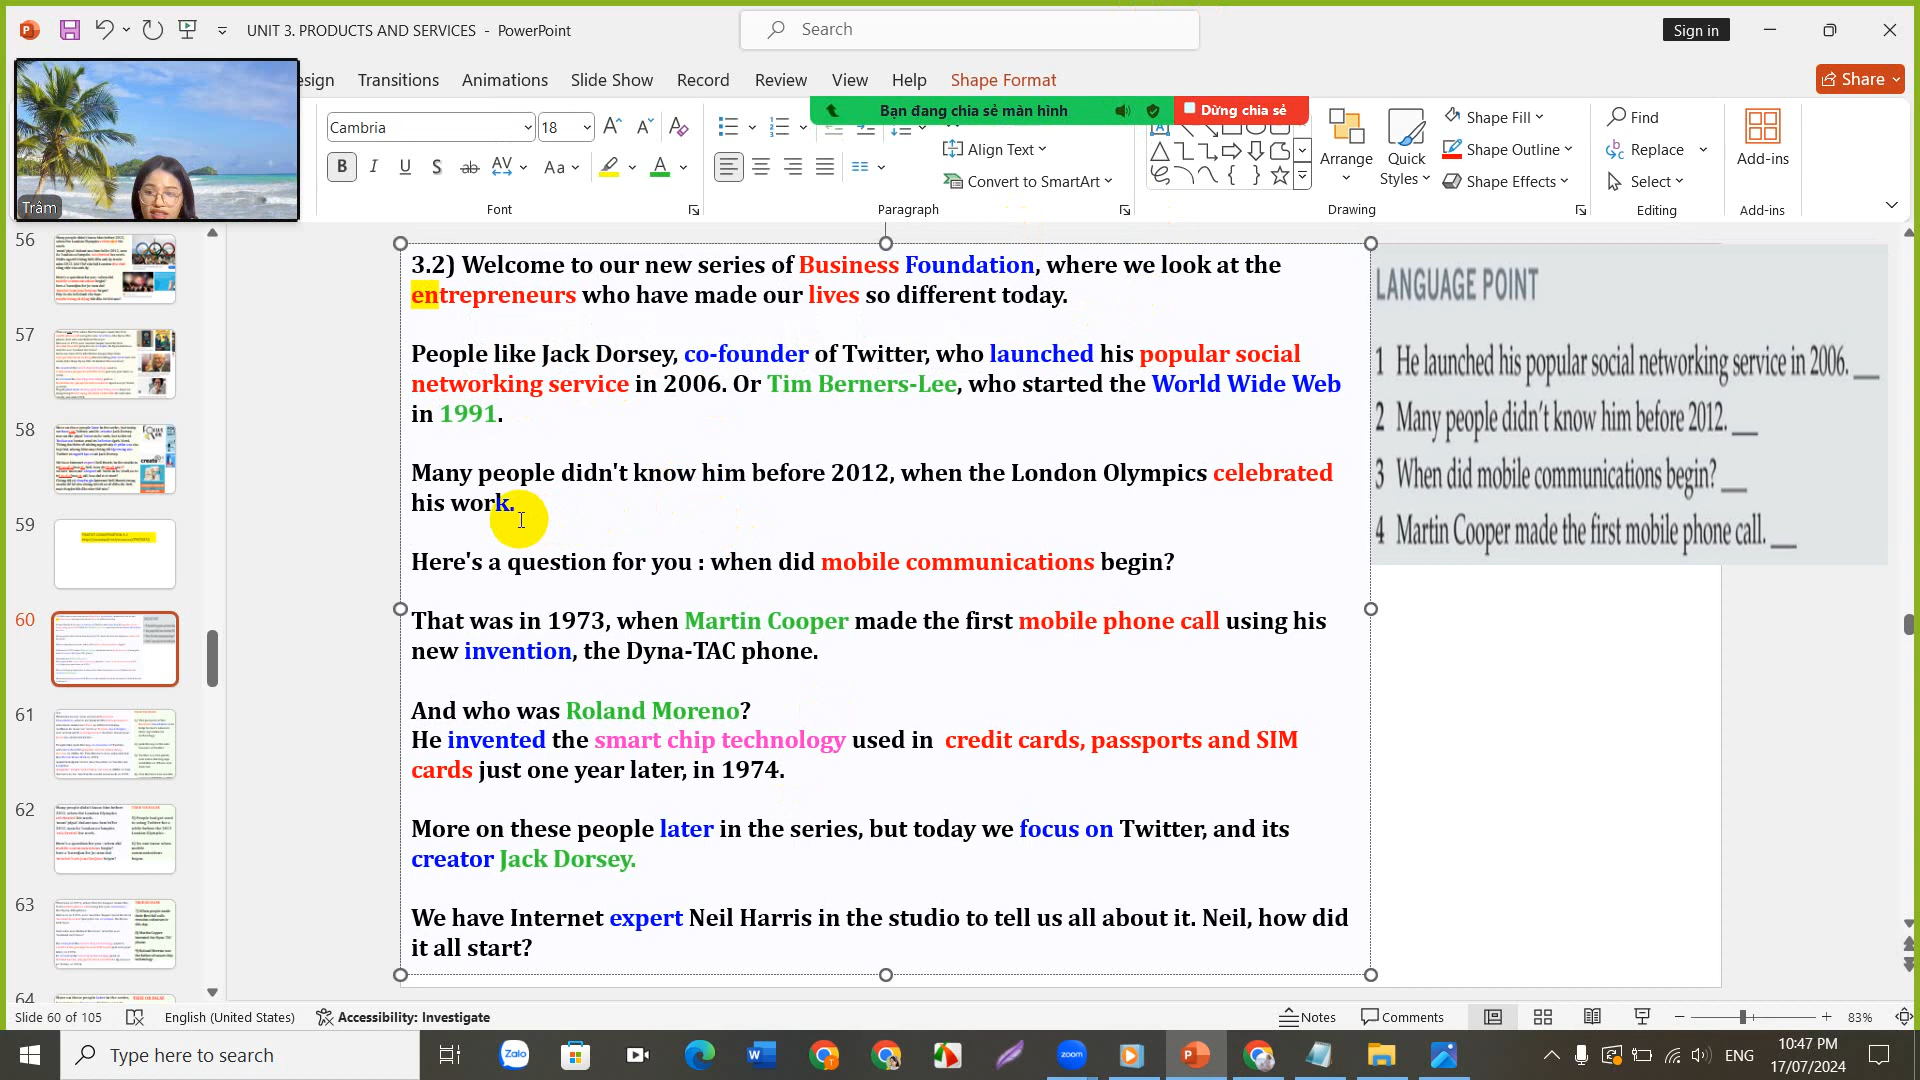 UNIT 3. PRODUCTS AND SERVICES - PowerPoint
Search
Sign in
esign Transitions Animations Slide Show Record Review View Help Shape Format
Share
Bạn đang chia sẻ màn hình
Dừng chia sẻ
Trâm
Cambria
18
Align Text
Convert to SmartArt
Arrange
Quick
Styles
Shape Fill
Shape Outline
Shape Effects
Find
Replace
Select
Add-ins
Font
Paragraph
Drawing
Editing
Add-ins
56
57
58
59
60
61
62
63
64
3.2) Welcome to our new series of Business Foundation, where we look at the
entrepreneurs who have made our lives so different today.
People like Jack Dorsey, co-founder of Twitter, who launched his popular social
networking service in 2006. Or Tim Berners-Lee, who started the World Wide Web
in 1991.
Many people didn't know him before 2012, when the London Olympics celebrated
his work.
Here's a question for you : when did mobile communications begin?
That was in 1973, when Martin Cooper made the first mobile phone call using his
new invention, the Dyna-TAC phone.
And who was Roland Moreno?
He invented the smart chip technology used in credit cards, passports and SIM
cards just one year later, in 1974.
More on these people later in the series, but today we focus on Twitter, and its
creator Jack Dorsey.
We have Internet expert Neil Harris in the studio to tell us all about it. Neil, how did
it all start?
LANGUAGE POINT
1 He launched his popular social networking service in 2006. __
2 Many people didn't know him before 2012. __
3 When did mobile communications begin? __
4 Martin Cooper made the first mobile phone call. __
Slide 60 of 105
English (United States)
Accessibility: Investigate
Notes
Comments
83%
Type here to search
Zalo
zoom
ENG
10:47 PM
17/07/2024